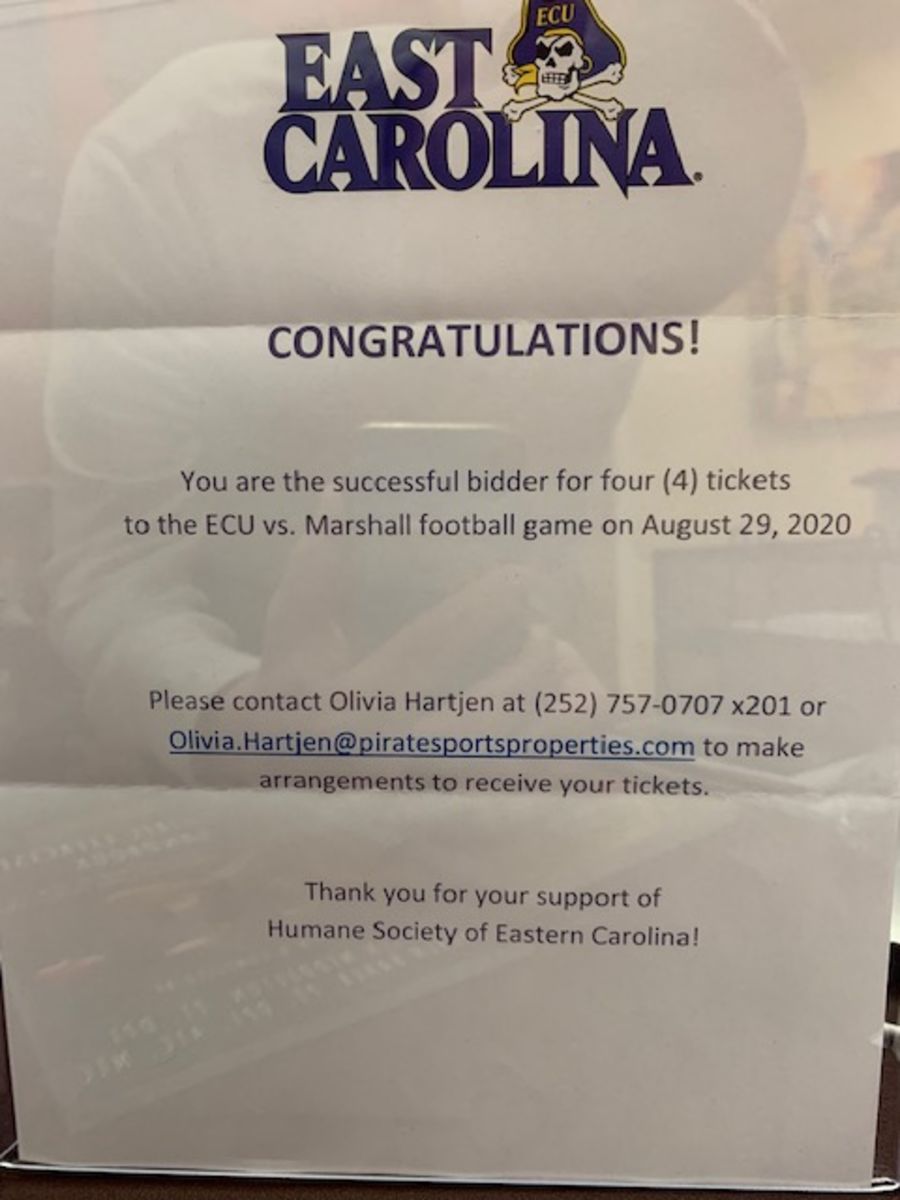 ECU
EAST
CAROLINA®
CONGRATULATIONS!
You are the successful bidder for four (4) tickets
to the ECU vs. Marshall football game on August 29, 2020
Please contact Olivia Hartjen at (252) 757-0707 x201 or
Olivia.Hartjen@piratesportsproperties.com to make
arrangements to receive your tickets.
Thank you for your support of
Humane Society of Eastern Carolina!